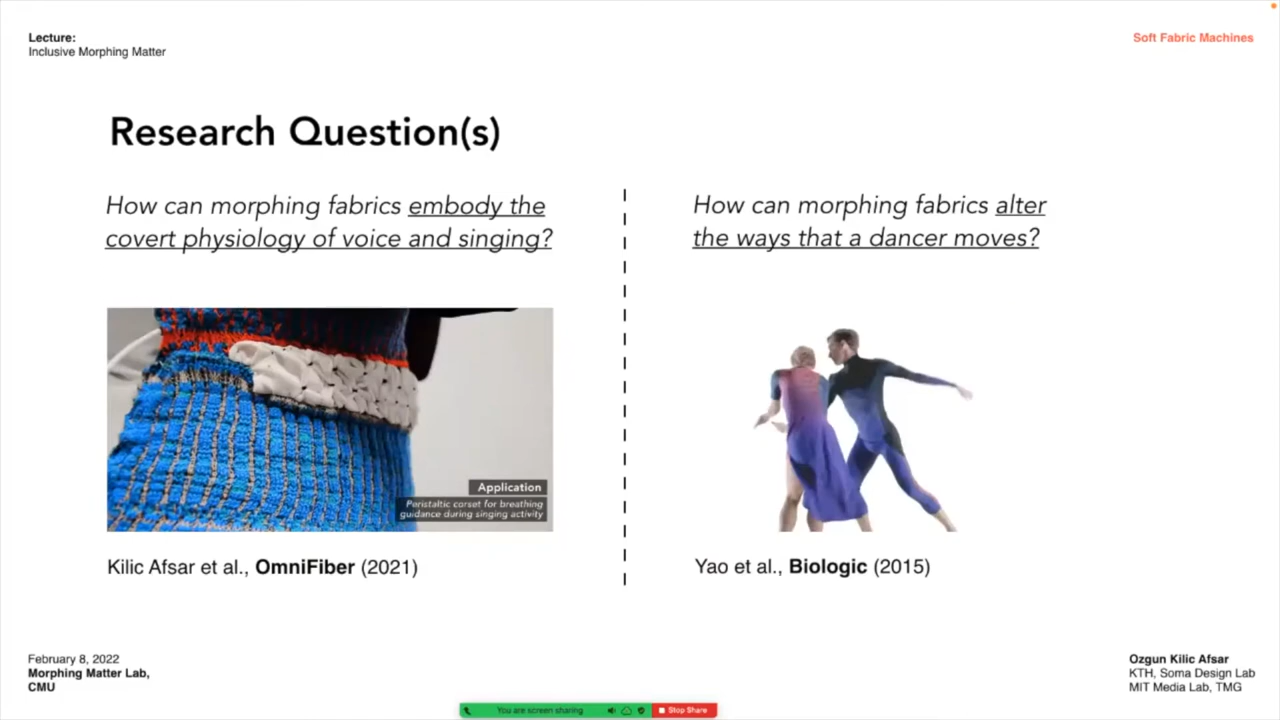 Lecture:
Inclusive Morphing Matter
Soft Fabric Machines
Research Question(s)
How can morphing fabrics embody the
covert physiology of voice and singing?
How can morphing fabrics alter
the ways that a dancer moves?
Application
Peristaltic corset for breathing
guidance during singing activity
Kilic Afsar et al., OmniFiber (2021)
Yao et al., Biologic (2015)
February 8, 2022
Morphing Matter Lab,
CMU
Ozgun Kilic Afsar
KTH, Soma Design Lab
MIT Media Lab, TMG
You are screen sharing
Stop Share